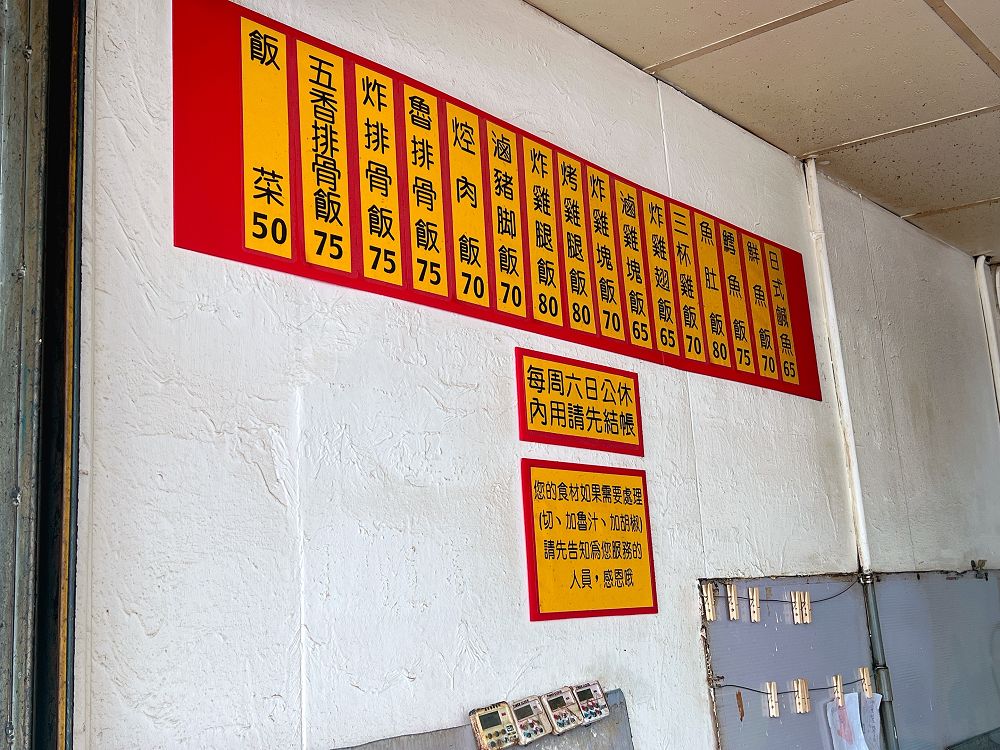 飯菜50
五香排骨飯75
炸排骨飯75
魯排骨飯75
焢肉飯70
滷豬脚飯70
炸雞腿飯80
烤雞腿飯80
炸雞塊飯70
滷雞塊飯65
炸雞翅飯65
三杯雞飯70
魚肚飯80
鱈魚飯75
鮮魚飯70
日式鹹魚65
每周六日公休
內用請先結帳
您的食材如果需要處理
(切、加魯汁、加胡椒)
請先告知為您服務的
人員，感恩哦